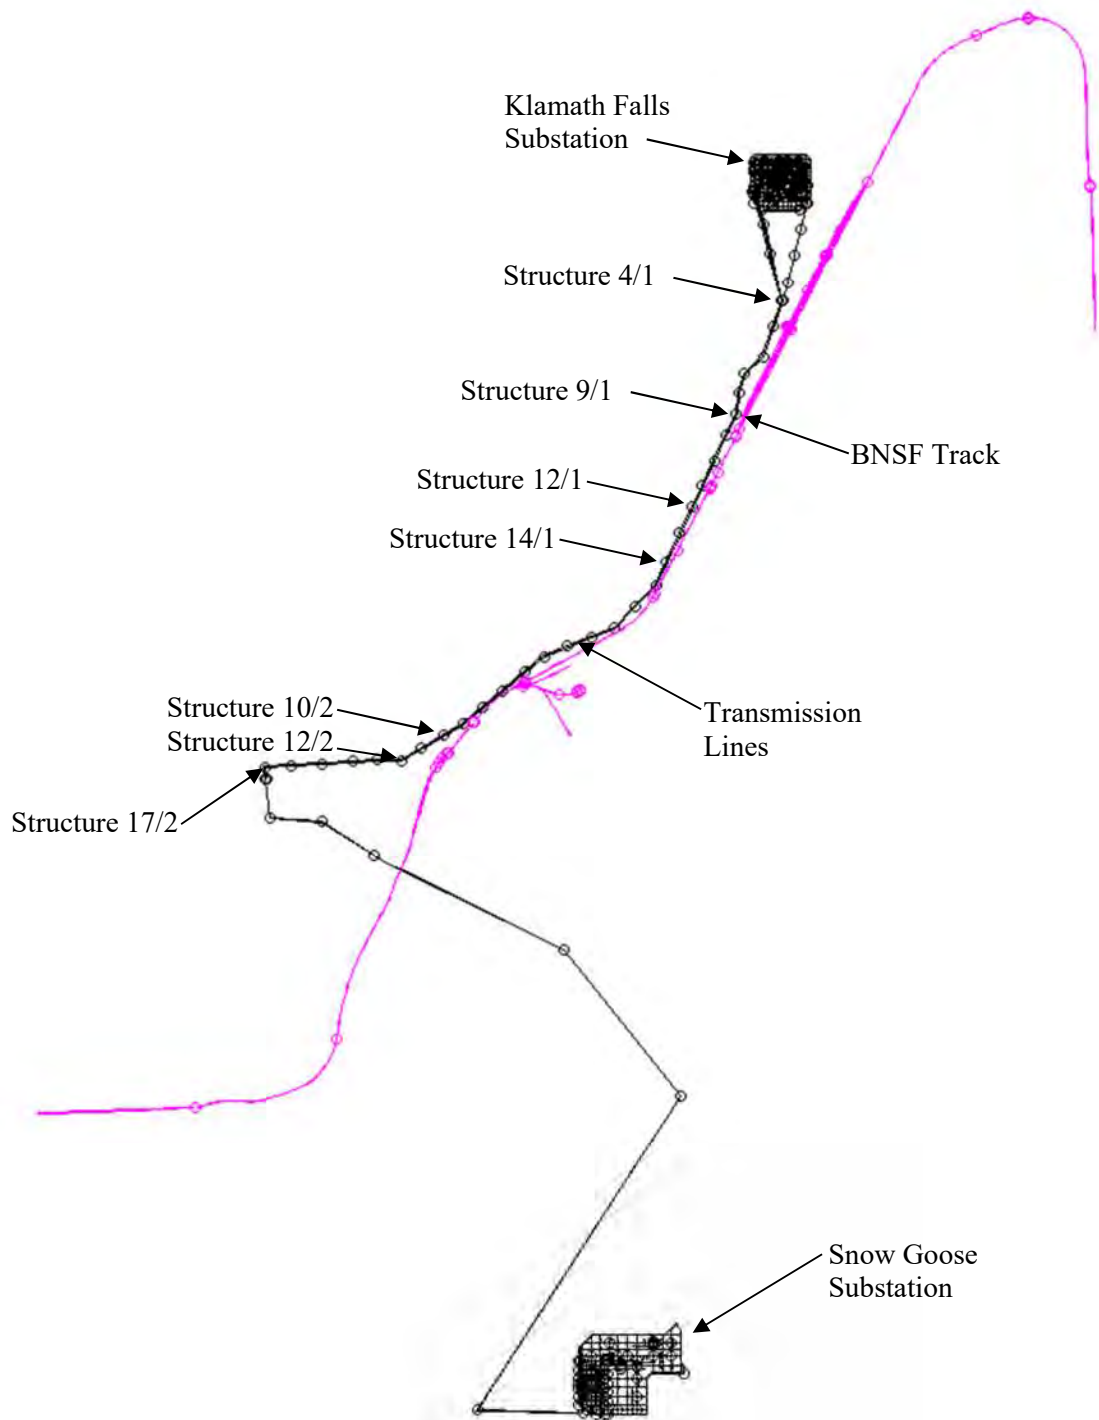 Klamath Falls
Substation
Structure 4/1
Structure 9/1
BNSF Track
Structure 12/1
Structure 14/1
Structure 10/2
Structure 12/2
Transmission
Lines
Structure 17/2
Snow Goose
Substation